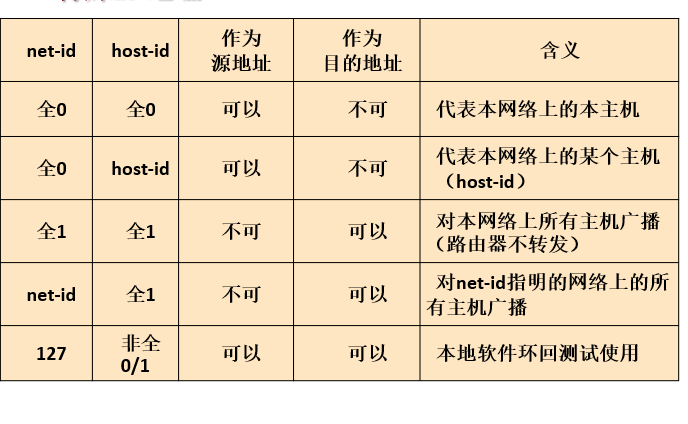 net-id host-id 作为 源地址 作为 目的地址 含义
全0 全0 可以 不可 代表本网络上的本主机
全0 host-id 可以 不可 代表本网络上的某个主机
（host-id）
全1 全1 不可 可以 对本网络上所有主机广播
（路由器不转发）
net-id 全1 不可 可以 对net-id指明的网络上的所
有主机广播
127 非全
0/1 可以 可以 本地软件环回测试使用